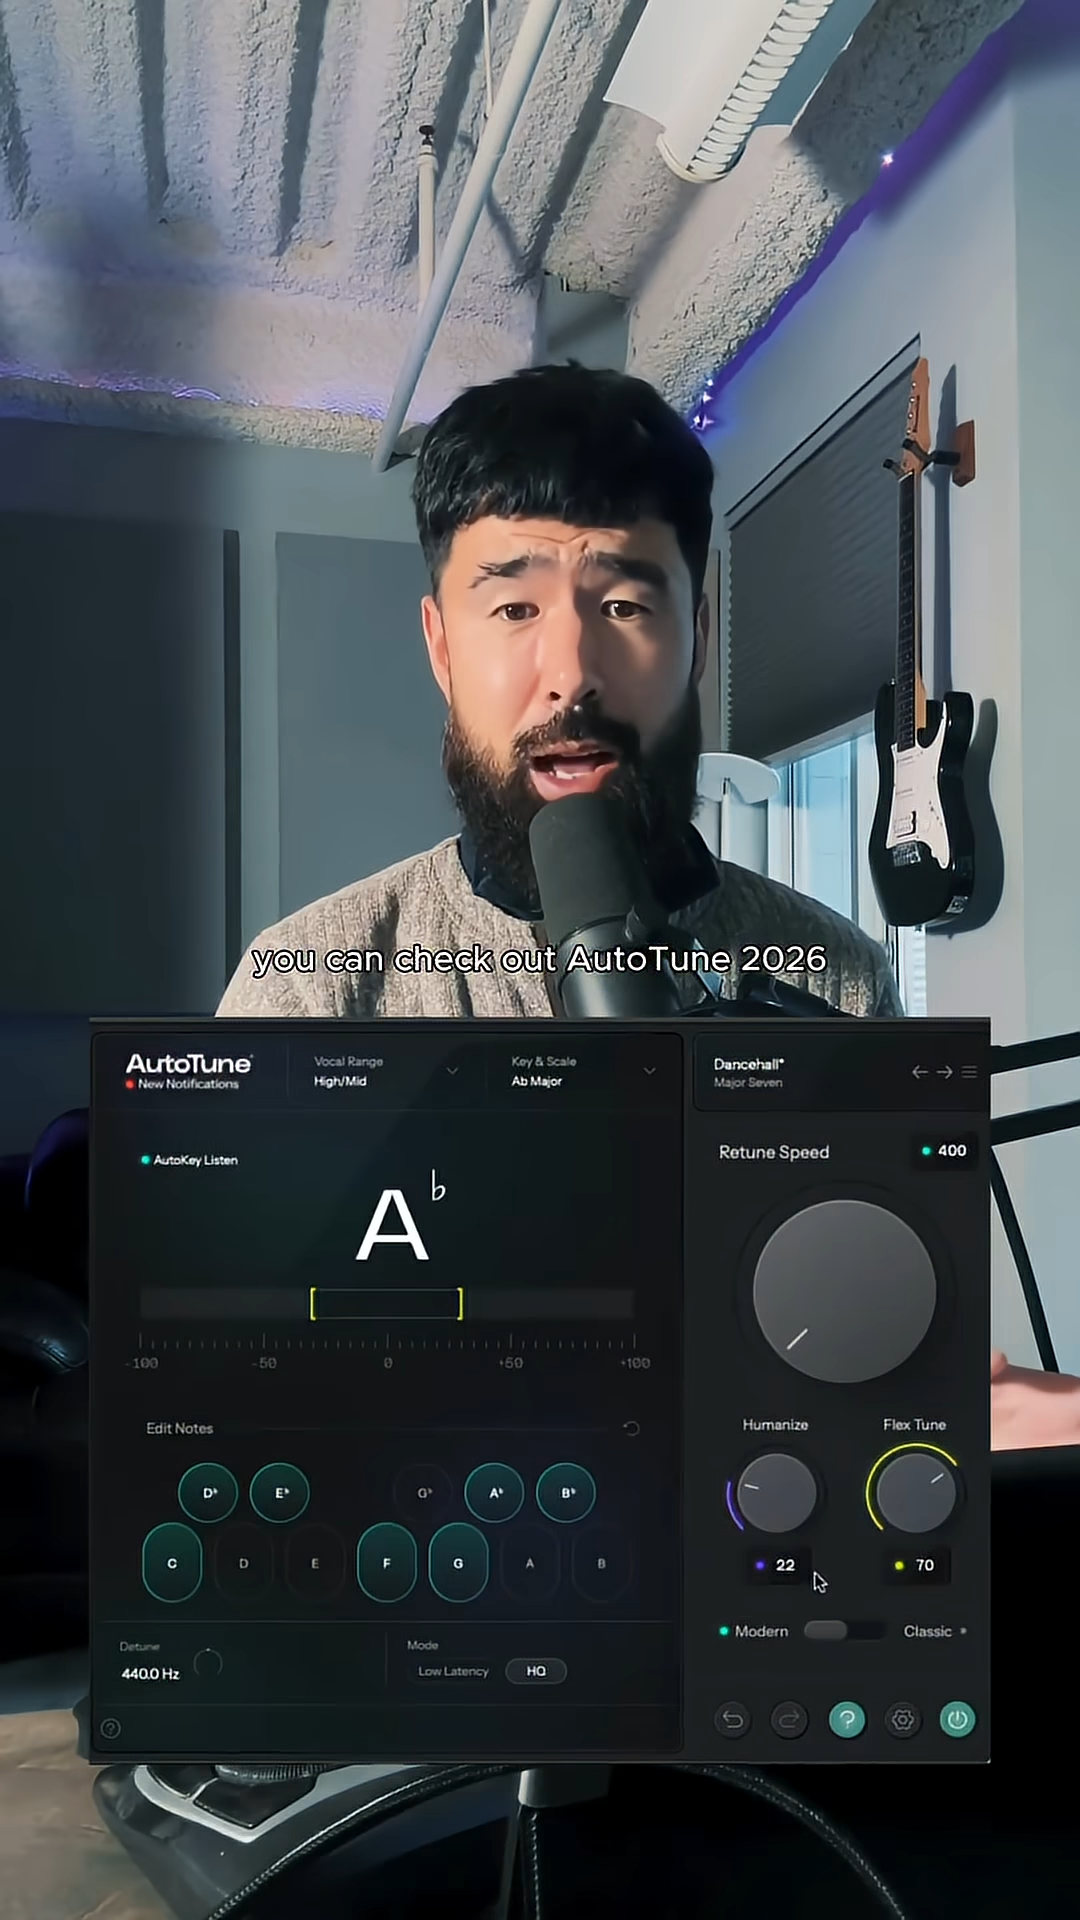 you can check out AutoTune 2026
AutoTune
New Notifications
Vocal Range
High/Mid
Key & Scale
Ab Major
Dancehall*
Major Seven
AutoKey Listen
A♭
Retune Speed
400
-100 -50 0 +50 +100
Humanize
Flex Tune
Edit Notes
D♭ E♭ G♭ A♭ B♭
C D E F G A B
22
70
Modern
Classic
Detune
440.0 Hz
Mode
Low Latency
HQ
?
?